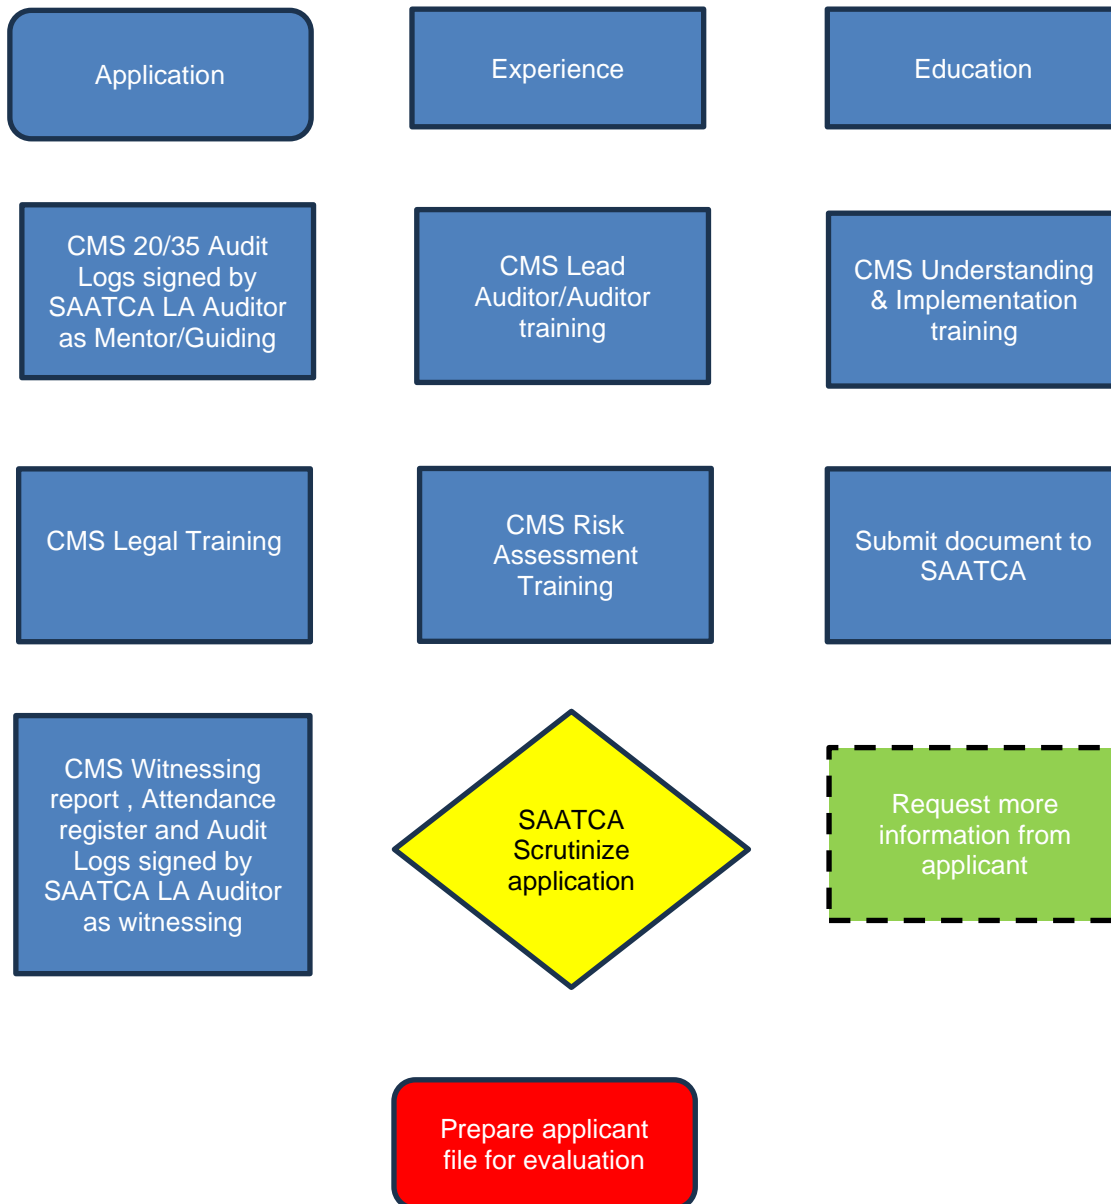 Application
Experience
Education
CMS 20/35 Audit
Logs signed by
SAATCA LA Auditor
as Mentor/Guiding
CMS Lead
Auditor/Auditor
training
CMS Understanding
& Implementation
training
CMS Legal Training
CMS Risk
Assessment
Training
Submit document to
SAATCA
CMS Witnessing
report , Attendance
register and Audit
Logs signed by
SAATCA LA Auditor
as witnessing
SAATCA
Scrutinize
application
Request more
information from
applicant
Prepare applicant
file for evaluation